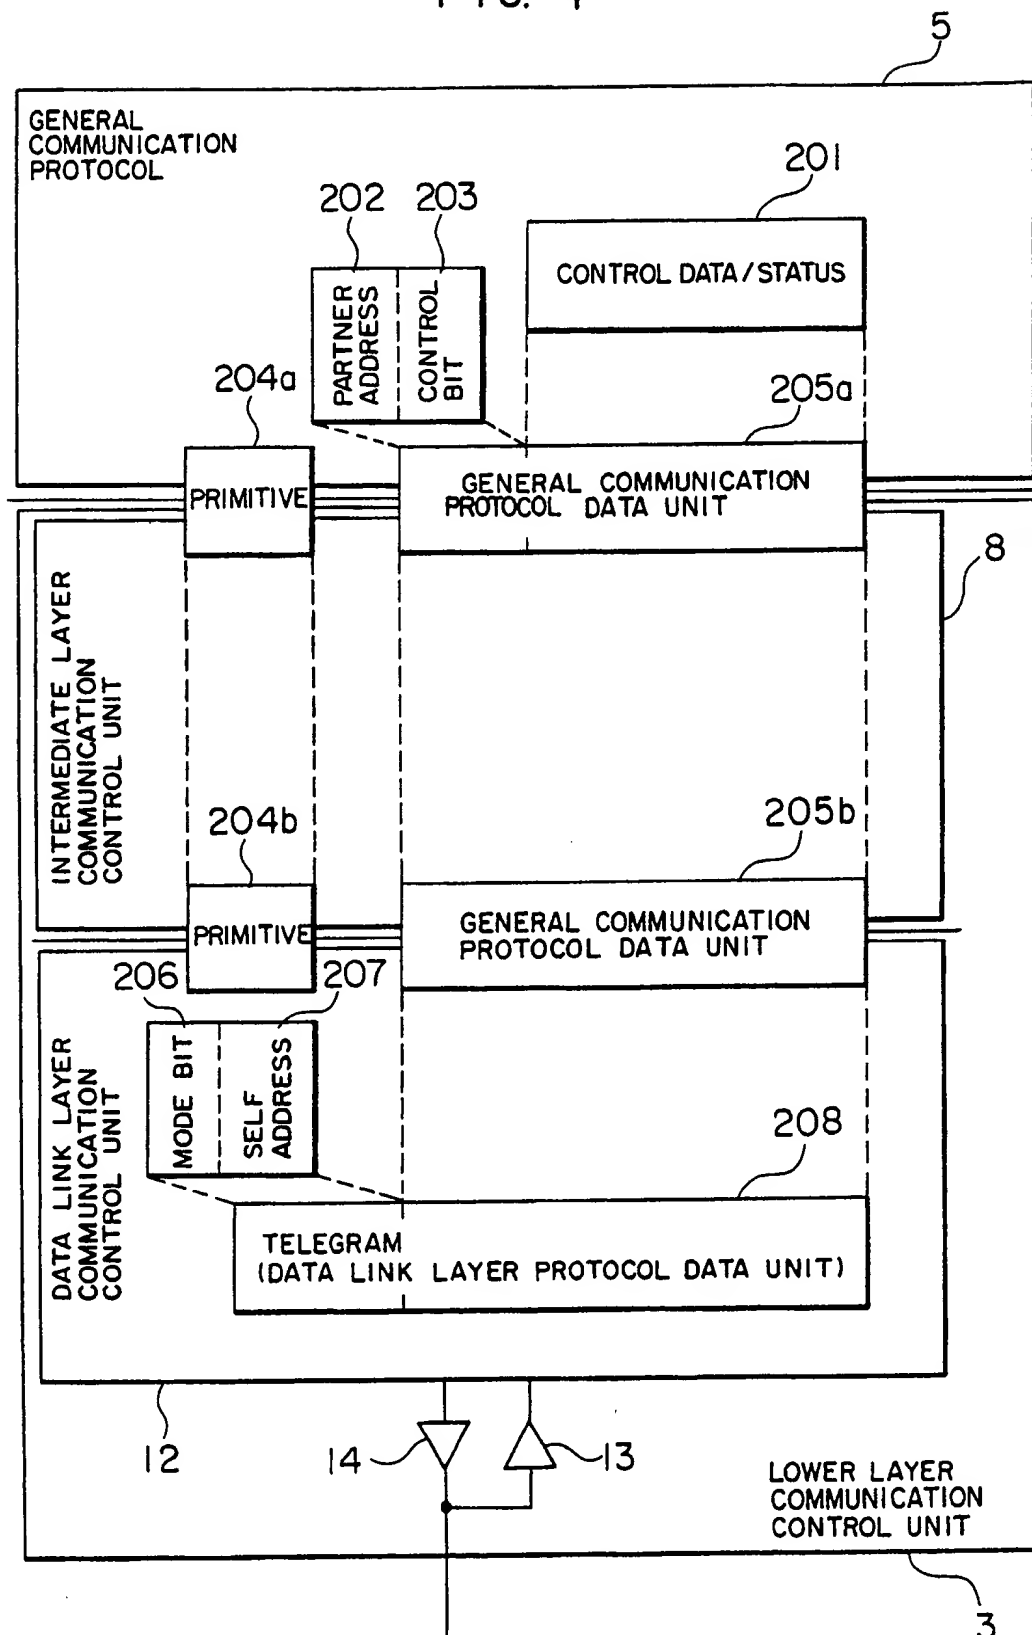 5
GENERAL
COMMUNICATION
PROTOCOL
201
202 203
CONTROL DATA/STATUS
PARTNER
ADDRESS
CONTROL
BIT
204a
205a
PRIMITIVE
GENERAL COMMUNICATION
PROTOCOL DATA UNIT
8
INTERMEDIATE LAYER
COMMUNICATION
CONTROL UNIT
204b
205b
PRIMITIVE
GENERAL COMMUNICATION
PROTOCOL DATA UNIT
206 207
DATA LINK LAYER
COMMUNICATION
CONTROL UNIT
MODE BIT
SELF
ADDRESS
208
TELEGRAM
(DATA LINK LAYER PROTOCOL DATA UNIT)
12
14
13
LOWER LAYER
COMMUNICATION
CONTROL UNIT
3